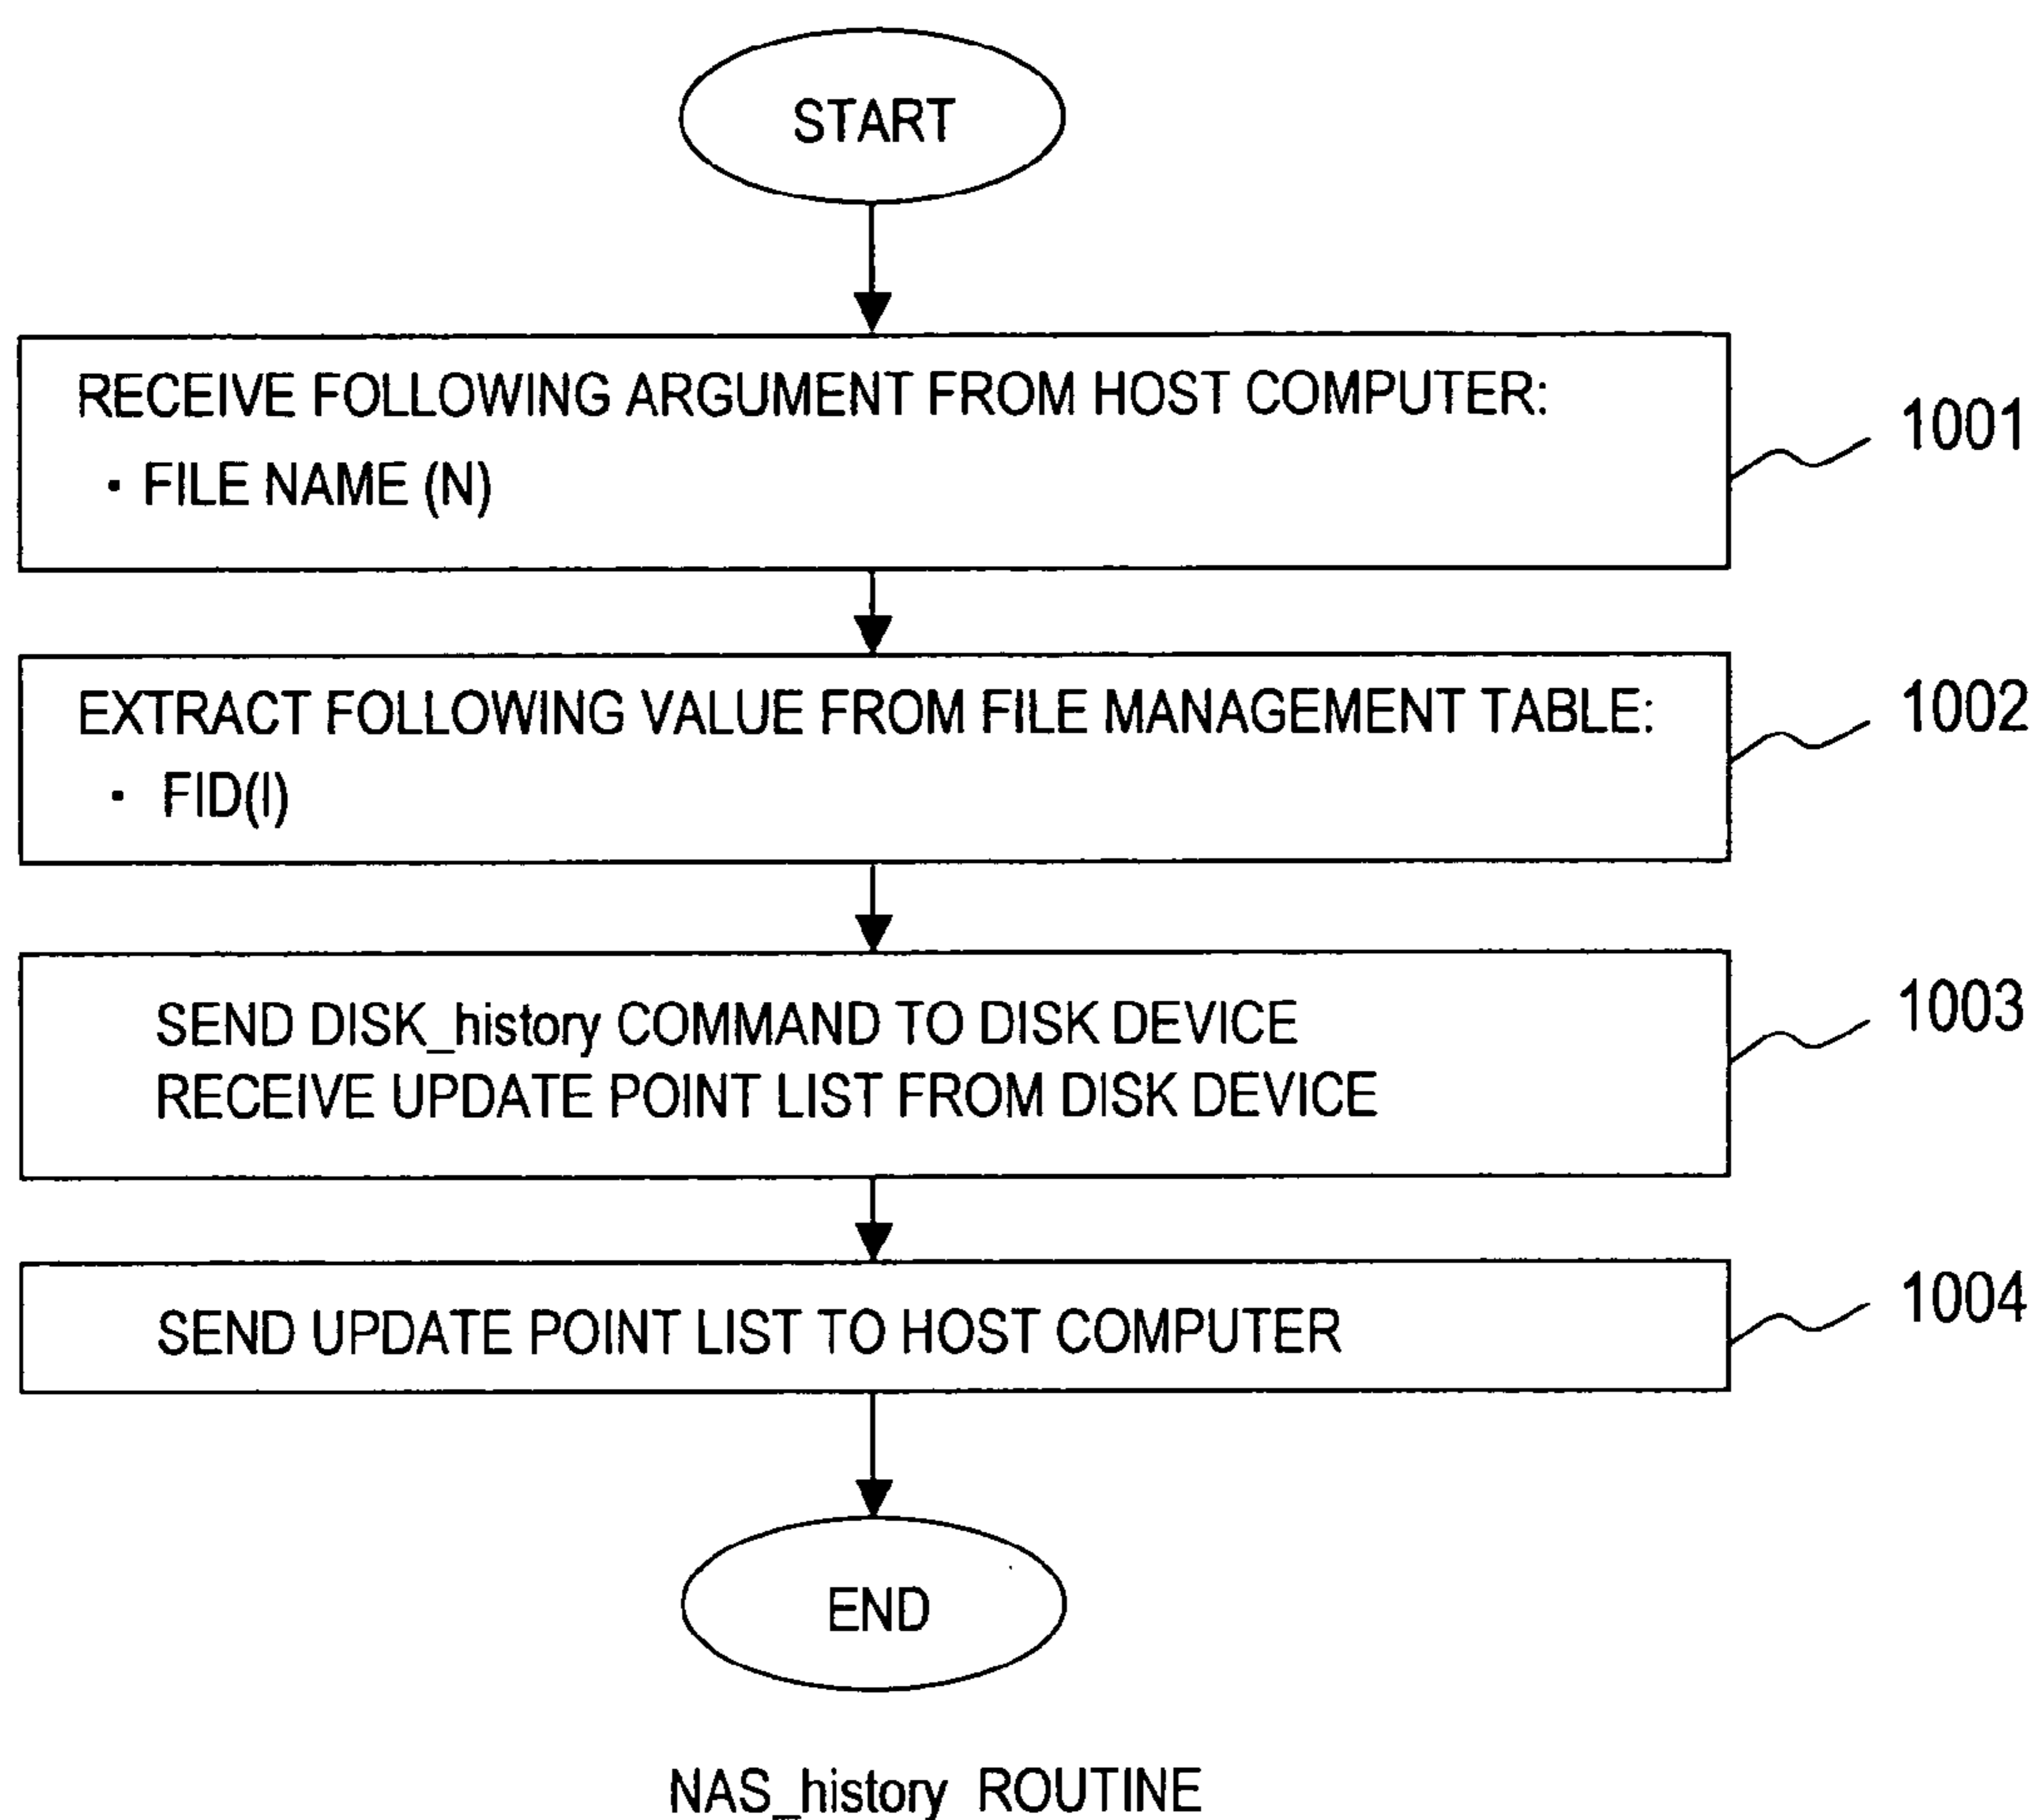 START
RECEIVE FOLLOWING ARGUMENT FROM HOST COMPUTER:
・FILE NAME (N)
1001
EXTRACT FOLLOWING VALUE FROM FILE MANAGEMENT TABLE:
・ FID(I)
1002
SEND DISK_history COMMAND TO DISK DEVICE
RECEIVE UPDATE POINT LIST FROM DISK DEVICE
1003
SEND UPDATE POINT LIST TO HOST COMPUTER
1004
END
NAS_history ROUTINE